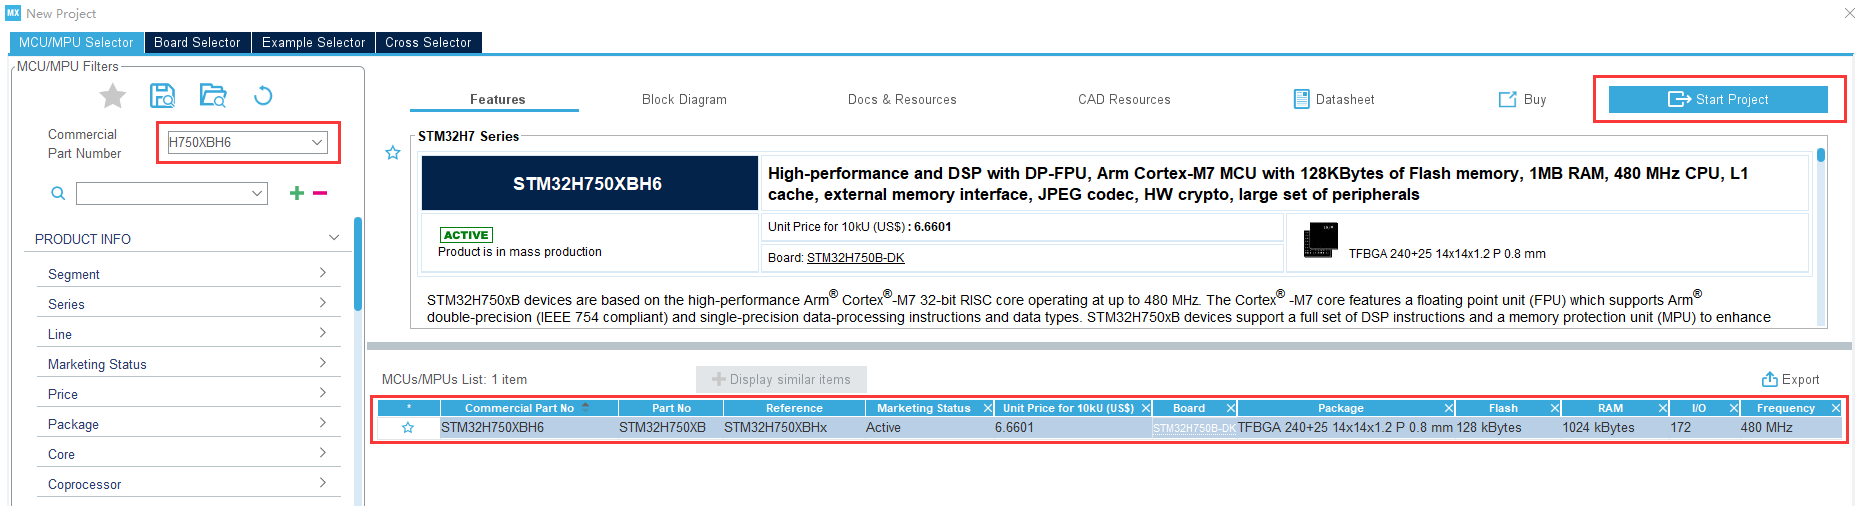 MX New Project
MCU/MPU Selector Board Selector Example Selector Cross Selector
MCU/MPU Filters
Commercial
Part Number
H750XBH6
PRODUCT INFO
Segment
Series
Line
Marketing Status
Price
Package
Core
Coprocessor
Features Block Diagram Docs & Resources CAD Resources Datasheet Buy Start Project
STM32H7 Series
STM32H750XBH6
High-performance and DSP with DP-FPU, Arm Cortex-M7 MCU with 128KBytes of Flash memory, 1MB RAM, 480 MHz CPU, L1
cache, external memory interface, JPEG codec, HW crypto, large set of peripherals
ACTIVE
Product is in mass production
Unit Price for 10kU (US$) : 6.6601
Board: STM32H750B-DK
TFBGA 240+25 14x14x1.2 P 0.8 mm
STM32H750xB devices are based on the high-performance Arm® Cortex®-M7 32-bit RISC core operating at up to 480 MHz. The Cortex® -M7 core features a floating point unit (FPU) which supports Arm®
double-precision (IEEE 754 compliant) and single-precision data-processing instructions and data types. STM32H750xB devices support a full set of DSP instructions and a memory protection unit (MPU) to enhance
MCUs/MPUs List: 1 item Display similar items Export
* Commercial Part No Part No Reference Marketing Status Unit Price for 10kU (US$) Board Package Flash RAM I/O Frequency
STM32H750XBH6 STM32H750XB STM32H750XBHx Active 6.6601 STM32H750B-DK TFBGA 240+25 14x14x1.2 P 0.8 mm 128 kBytes 1024 kBytes 172 480 MHz